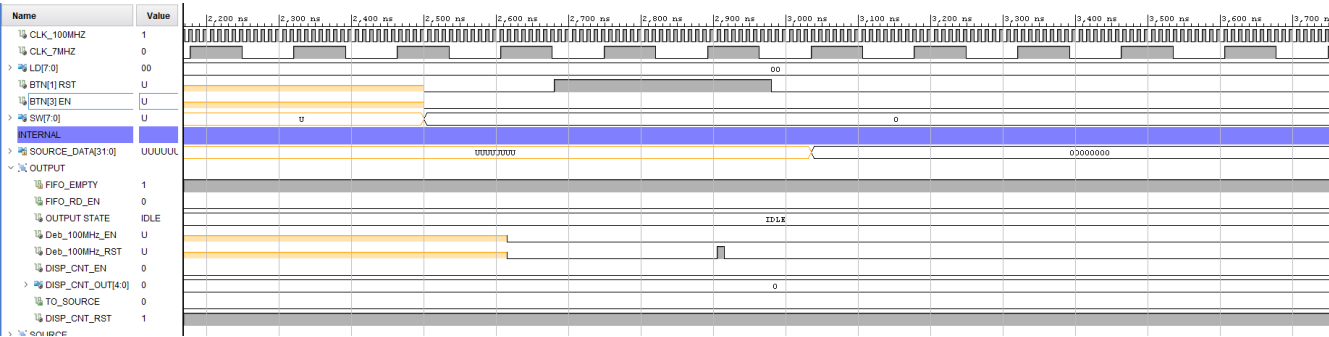 Name Value 2,200 ns 2,300 ns 2,400 ns 2,500 ns 2,600 ns 2,700 ns 2,800 ns 2,900 ns 3,000 ns 3,100 ns 3,200 ns 3,300 ns 3,400 ns 3,500 ns 3,600 ns 3,700 n
CLK_100MHZ 1
CLK_7MHZ 0
LD[7:0] 00 00
BTN[1] RST U
BTN[3] EN U
SW[7:0] U U 0
INTERNAL
SOURCE_DATA[31:0] UUUUUU UUUUUUUU 00000000
OUTPUT
FIFO_EMPTY 1
FIFO_RD_EN 0
OUTPUT STATE IDLE IDLE
Deb_100MHz_EN U
Deb_100MHz_RST U
DISP_CNT_EN 0
DISP_CNT_OUT[4:0] 0 0
TO_SOURCE 0
DISP_CNT_RST 1
SOURCE